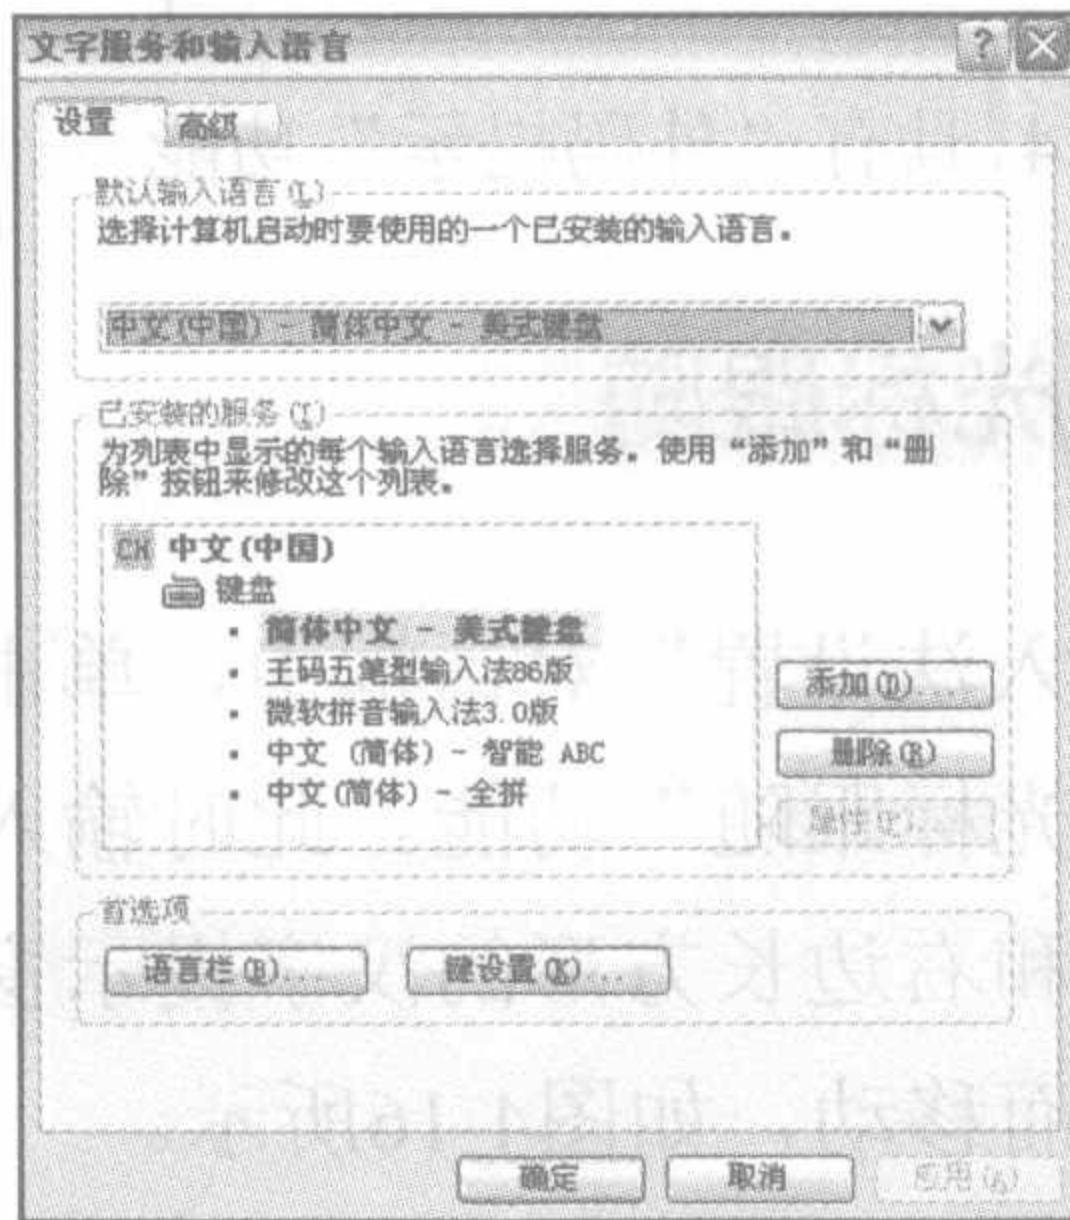 文字服务和输入语言
设置 高级
默认输入语言(L)
选择计算机启动时要使用的一个已安装的输入语言。
中文(中国) - 简体中文 - 美式键盘
已安装的服务(I)
为列表中显示的每个输入语言选择服务。使用“添加”和“删
除”按钮来修改这个列表。
CH 中文(中国)
键盘
简体中文 - 美式键盘
王码五笔型输入法86版
微软拼音输入法3.0版
中文 (简体) - 智能 ABC
中文(简体) - 全拼
添加(D)...
删除(R)
属性(P)...
首选项
语言栏(B)...
键设置(K)...
确定 取消 应用(A)